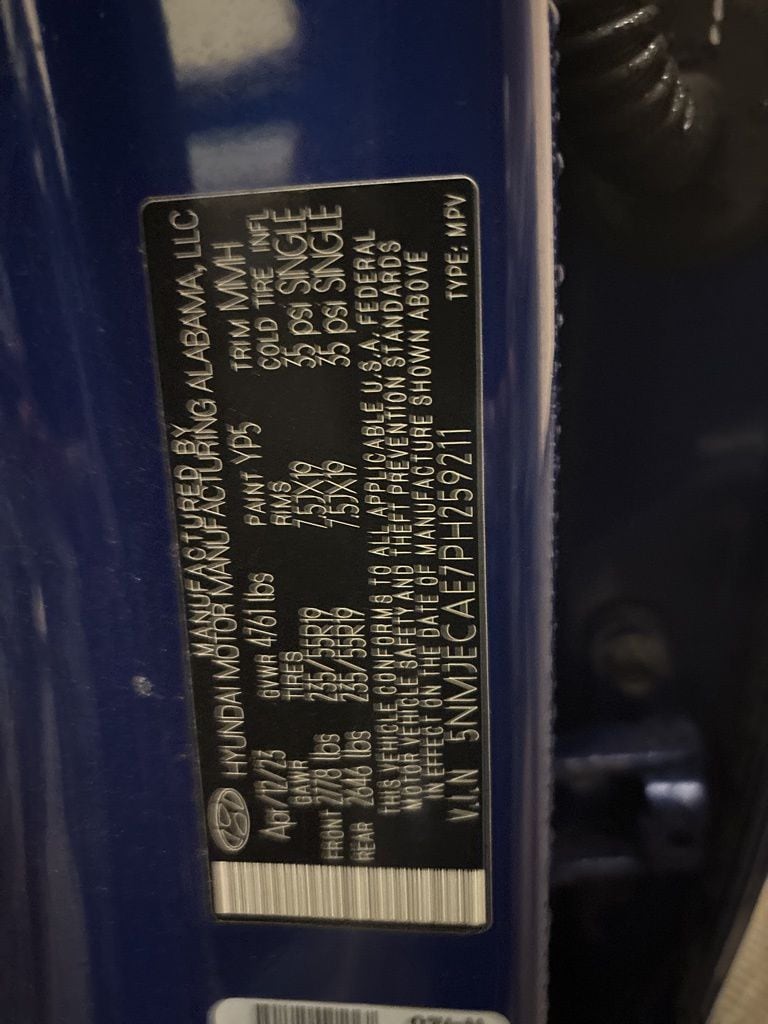 MANUFACTURED BY
HYUNDAI MOTOR MANUFACTURING ALABAMA, LLC
Apr/12/23 GVWR 4761 lbs PAINT YP5 TRIM MMH
GAWR TIRES RIMS COLD TIRE INFL
FRONT 2778 lbs 235/55R19 7.5JX19 35 psi SINGLE
REAR 2646 lbs 235/55R19 7.5JX19 35 psi SINGLE
THIS VEHICLE CONFORMS TO ALL APPLICABLE U.S.A. FEDERAL
MOTOR VEHICLE SAFETY AND THEFT PREVENTION STANDARDS
IN EFFECT ON THE DATE OF MANUFACTURE SHOWN ABOVE
V.I.N 5NMJECAE7PH259211 TYPE: MPV